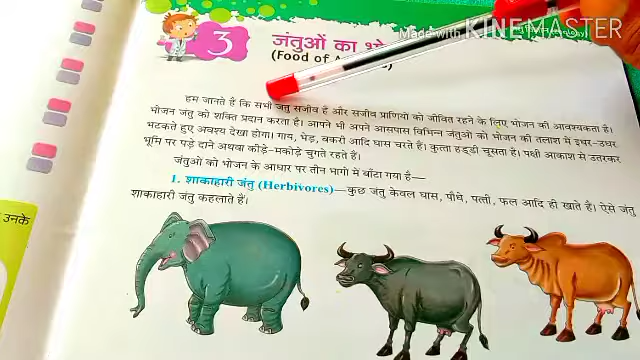 Made with KINEMASTER
3
जंतुओं का
(Food of
हम जानते हैं कि सभी जंतु सजीव हैं और सजीव प्राणियों को जीवित रहने के लिए भोजन की आवश्यकता है।
भोजन जंतु को शक्ति प्रदान करता है। आपने भी अपने आसपास विभिन्न जंतुओं को भोजन की तलाश में इधर-उधर
भटकते हुए अवश्य देखा होगा। गाय, भेड़, बकरी आदि घास चरते हैं। कुत्ता हड्डी चूसता है। पक्षी आकाश से उतरकर
भूमि पर पड़े दाने अथवा कीड़े-मकोड़े चुगते रहते हैं।
जंतुओं को भोजन के आधार पर तीन भागों में बाँटा गया है—
1. शाकाहारी जंतु (Herbivores)—कुछ जंतु केवल घास, पौधे, पत्ती, फल आदि ही खाते हैं। ऐसे जंतु
शाकाहारी जंतु कहलाते हैं।
उनके